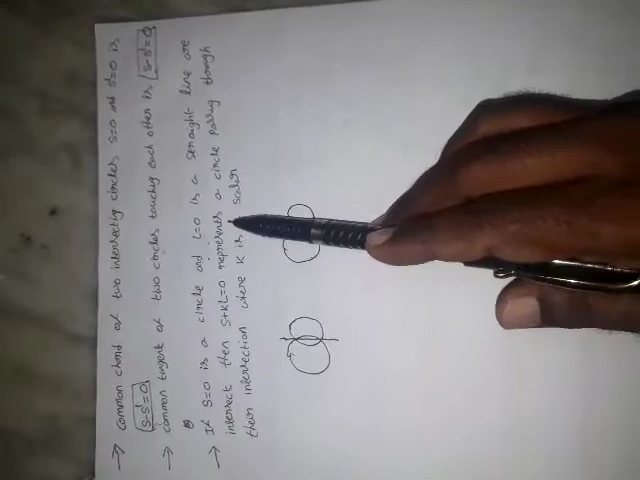 → common chord of two intersecting circles s=0 and s'=0 is
s-s'=0
→ common tangent of two circles touching each other is s-s'=0
→ If s=0 is a circle and L=0 is a straight line are
intersect then s+KL=0 represents a circle passing through
their intersection where K is scalar